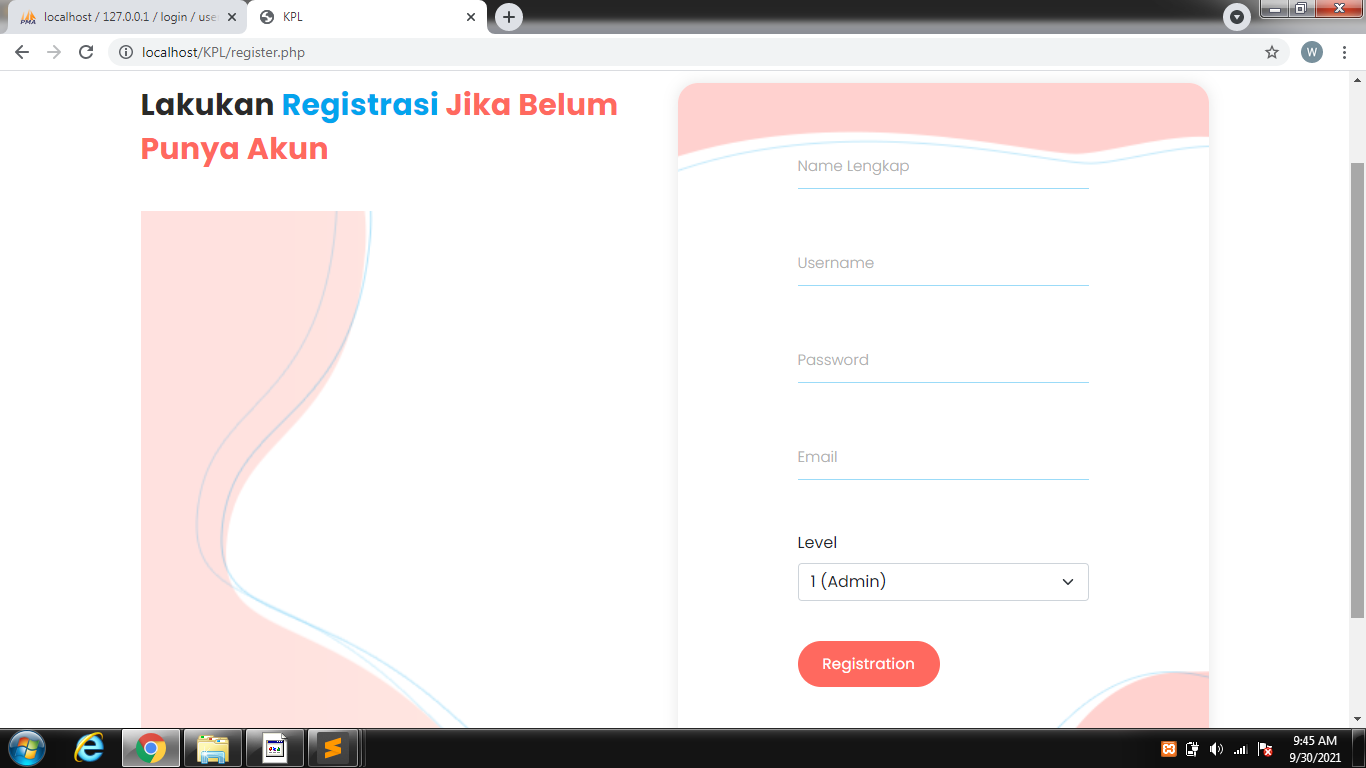 PMA
localhost / 127.0.0.1 / login / use
KPL
localhost/KPL/register.php
W
Lakukan Registrasi Jika Belum
Punya Akun
Name Lengkap
Username
Password
Email
Level
1 (Admin)
Registration
9:45 AM
9/30/2021